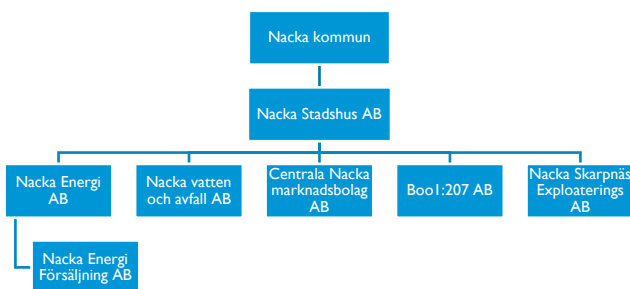 Nacka kommun
Nacka Stadshus AB
Nacka Energi
AB
Nacka vatten
och avfall AB
Centrala Nacka
marknadsbolag
AB
Boo1:207 AB
Nacka Skarpnäs
Exploaterings
AB
Nacka Energi
Försäljning AB